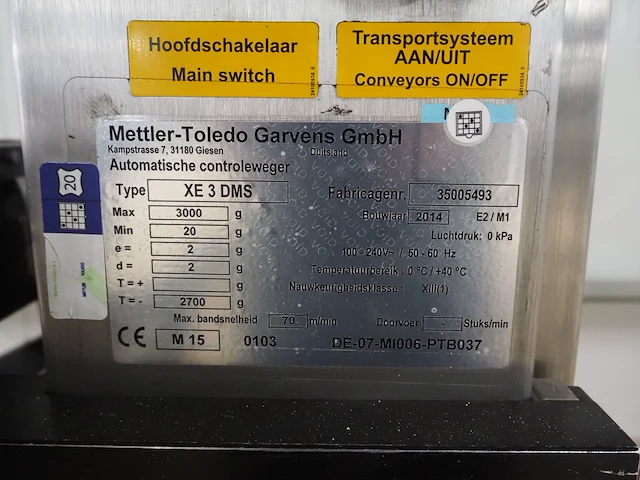 Hoofdschakelaar
Main switch
Transportsysteem
AAN/UIT
Conveyors ON/OFF
Mettler-Toledo Garvens GmbH
Kampstrasse 7, 31180 Giesen Duitsland
Automatische controleweger
Type XE 3 DMS Fabricagenr. 35005493
Max 3000 g Bouwjaar 2014 E2 / M1
Min 20 g Luchtdruk: 0 kPa
e = 2 g 100 - 240V~ / 50 - 60 Hz
d = 2 g Temperatuurbereik : 0 °C / +40 °C
T = + g Nauwkeurigheidsklasse : XIII(1)
T = - 2700 g
Max. bandsnelheid 70 m/min Doorvoer - Stuks/min
CE M 15 0103 DE-07-MI006-PTB037
20
METTLER TOLEDO